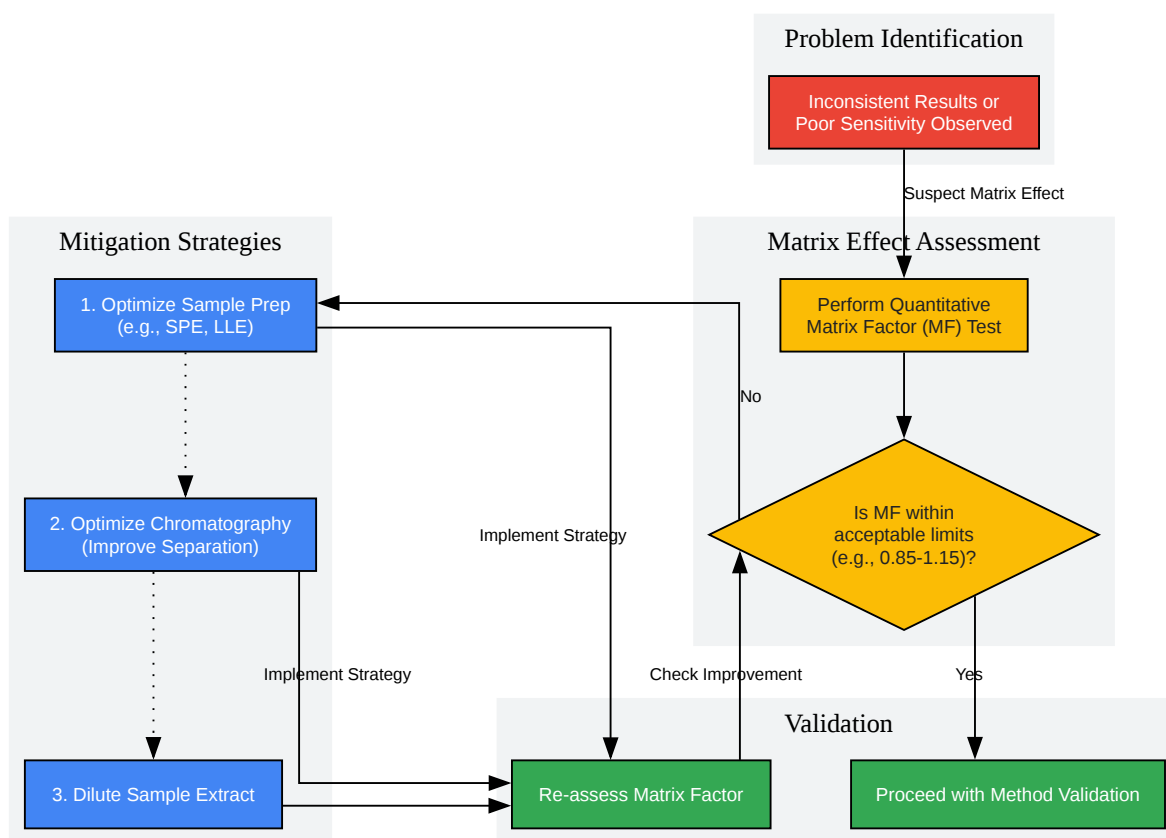 Problem Identification
Inconsistent Results or
Poor Sensitivity Observed
Suspect Matrix Effect
Mitigation Strategies
Matrix Effect Assessment
1. Optimize Sample Prep
(e.g., SPE, LLE)
Perform Quantitative
Matrix Factor (MF) Test
No
2. Optimize Chromatography
(Improve Separation)
Implement Strategy
Is MF within
acceptable limits
(e.g., 0.85-1.15)?
Implement Strategy
Check Improvement
Yes
Validation
3. Dilute Sample Extract
Re-assess Matrix Factor
Proceed with Method Validation